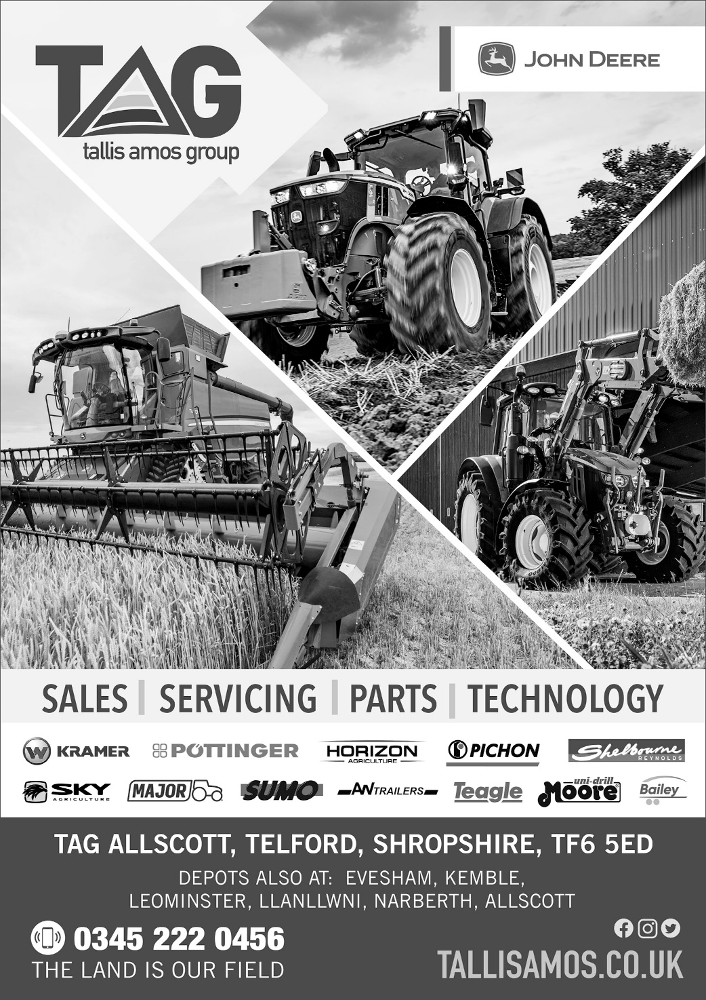 TAG
tallis amos group
JOHN DEERE
SALES | SERVICING | PARTS | TECHNOLOGY
KRAMER PÖTTINGER HORIZON AGRICULTURE PICHON Shelbourne REYNOLDS
SKY AGRICULTURE MAJOR SUMO AW TRAILERS Teagle uni-drill Moore Bailey
TAG ALLSCOTT, TELFORD, SHROPSHIRE, TF6 5ED
DEPOTS ALSO AT: EVESHAM, KEMBLE,
LEOMINSTER, LLANLLWNI, NARBERTH, ALLSCOTT
0345 222 0456
THE LAND IS OUR FIELD
TALLISAMOS.CO.UK